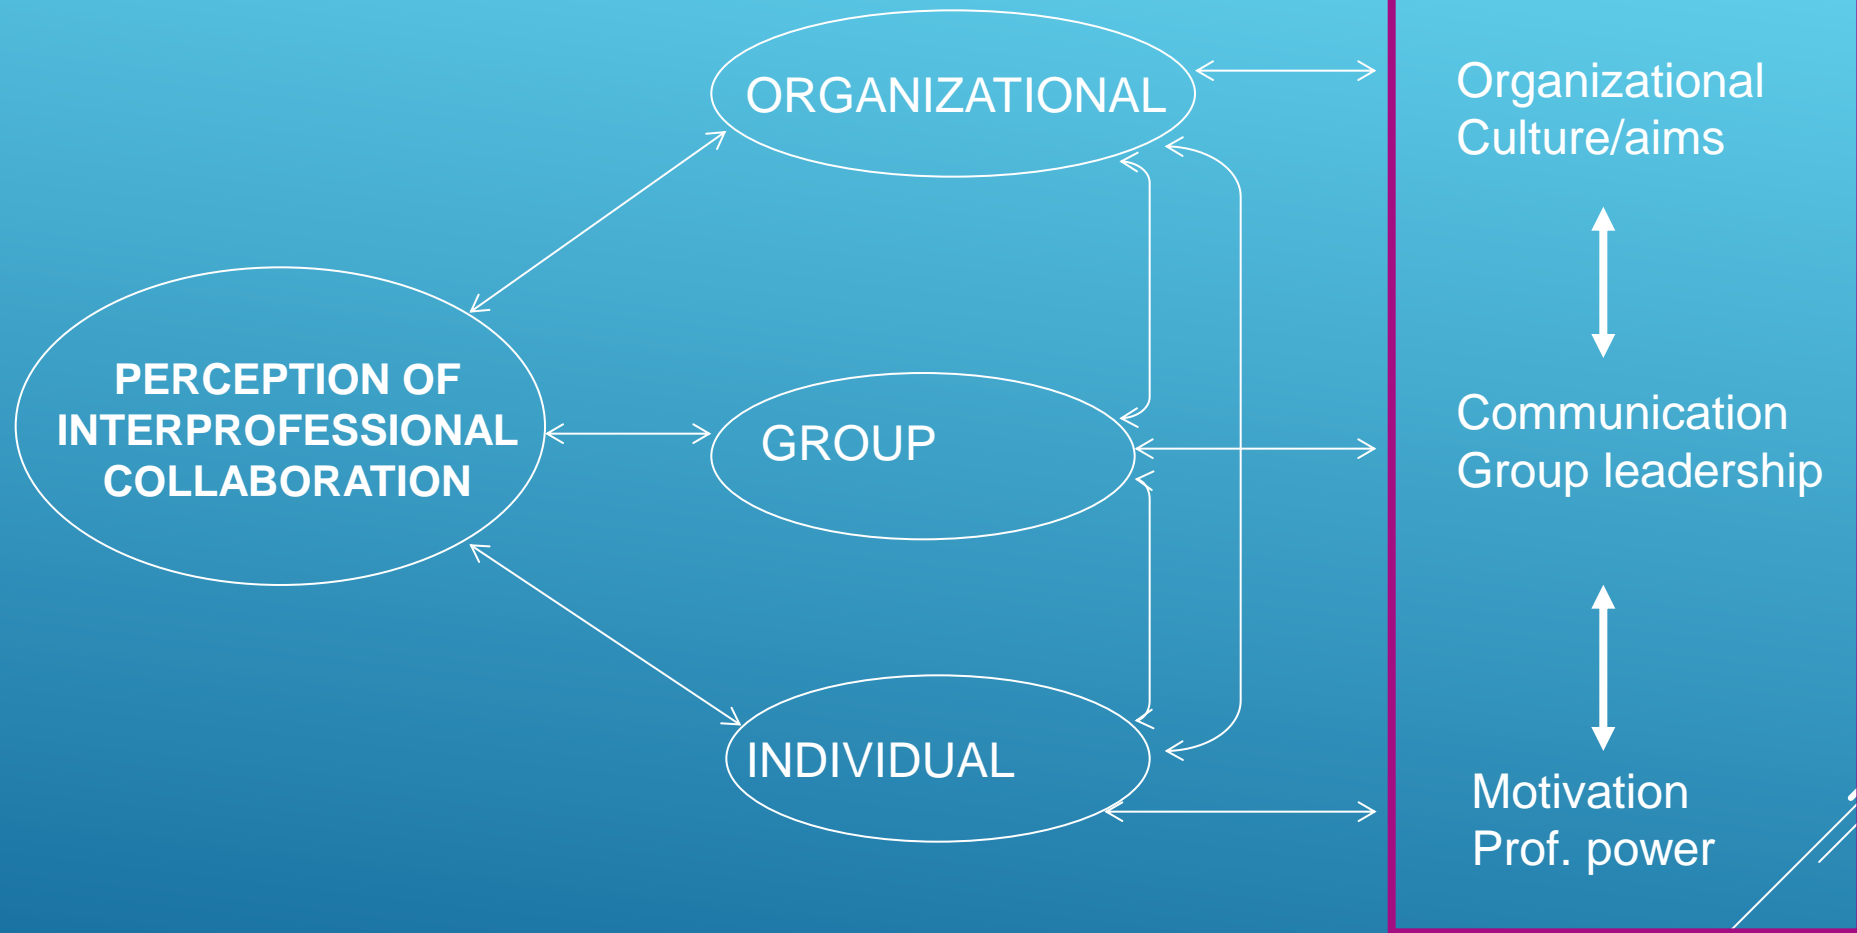 PERCEPTION OF
INTERPROFESSIONAL
COLLABORATION
ORGANIZATIONAL
GROUP
INDIVIDUAL
Organizational
Culture/aims
Communication
Group leadership
Motivation
Prof. power